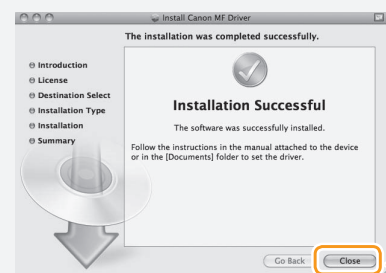 Install Canon MF Driver
The installation was completed successfully.
Introduction
License
Destination Select
Installation Type
Installation
Summary
Installation Successful
The software was successfully installed.
Follow the instructions in the manual attached to the device
or in the [Documents] folder to set the driver.
Go Back
Close